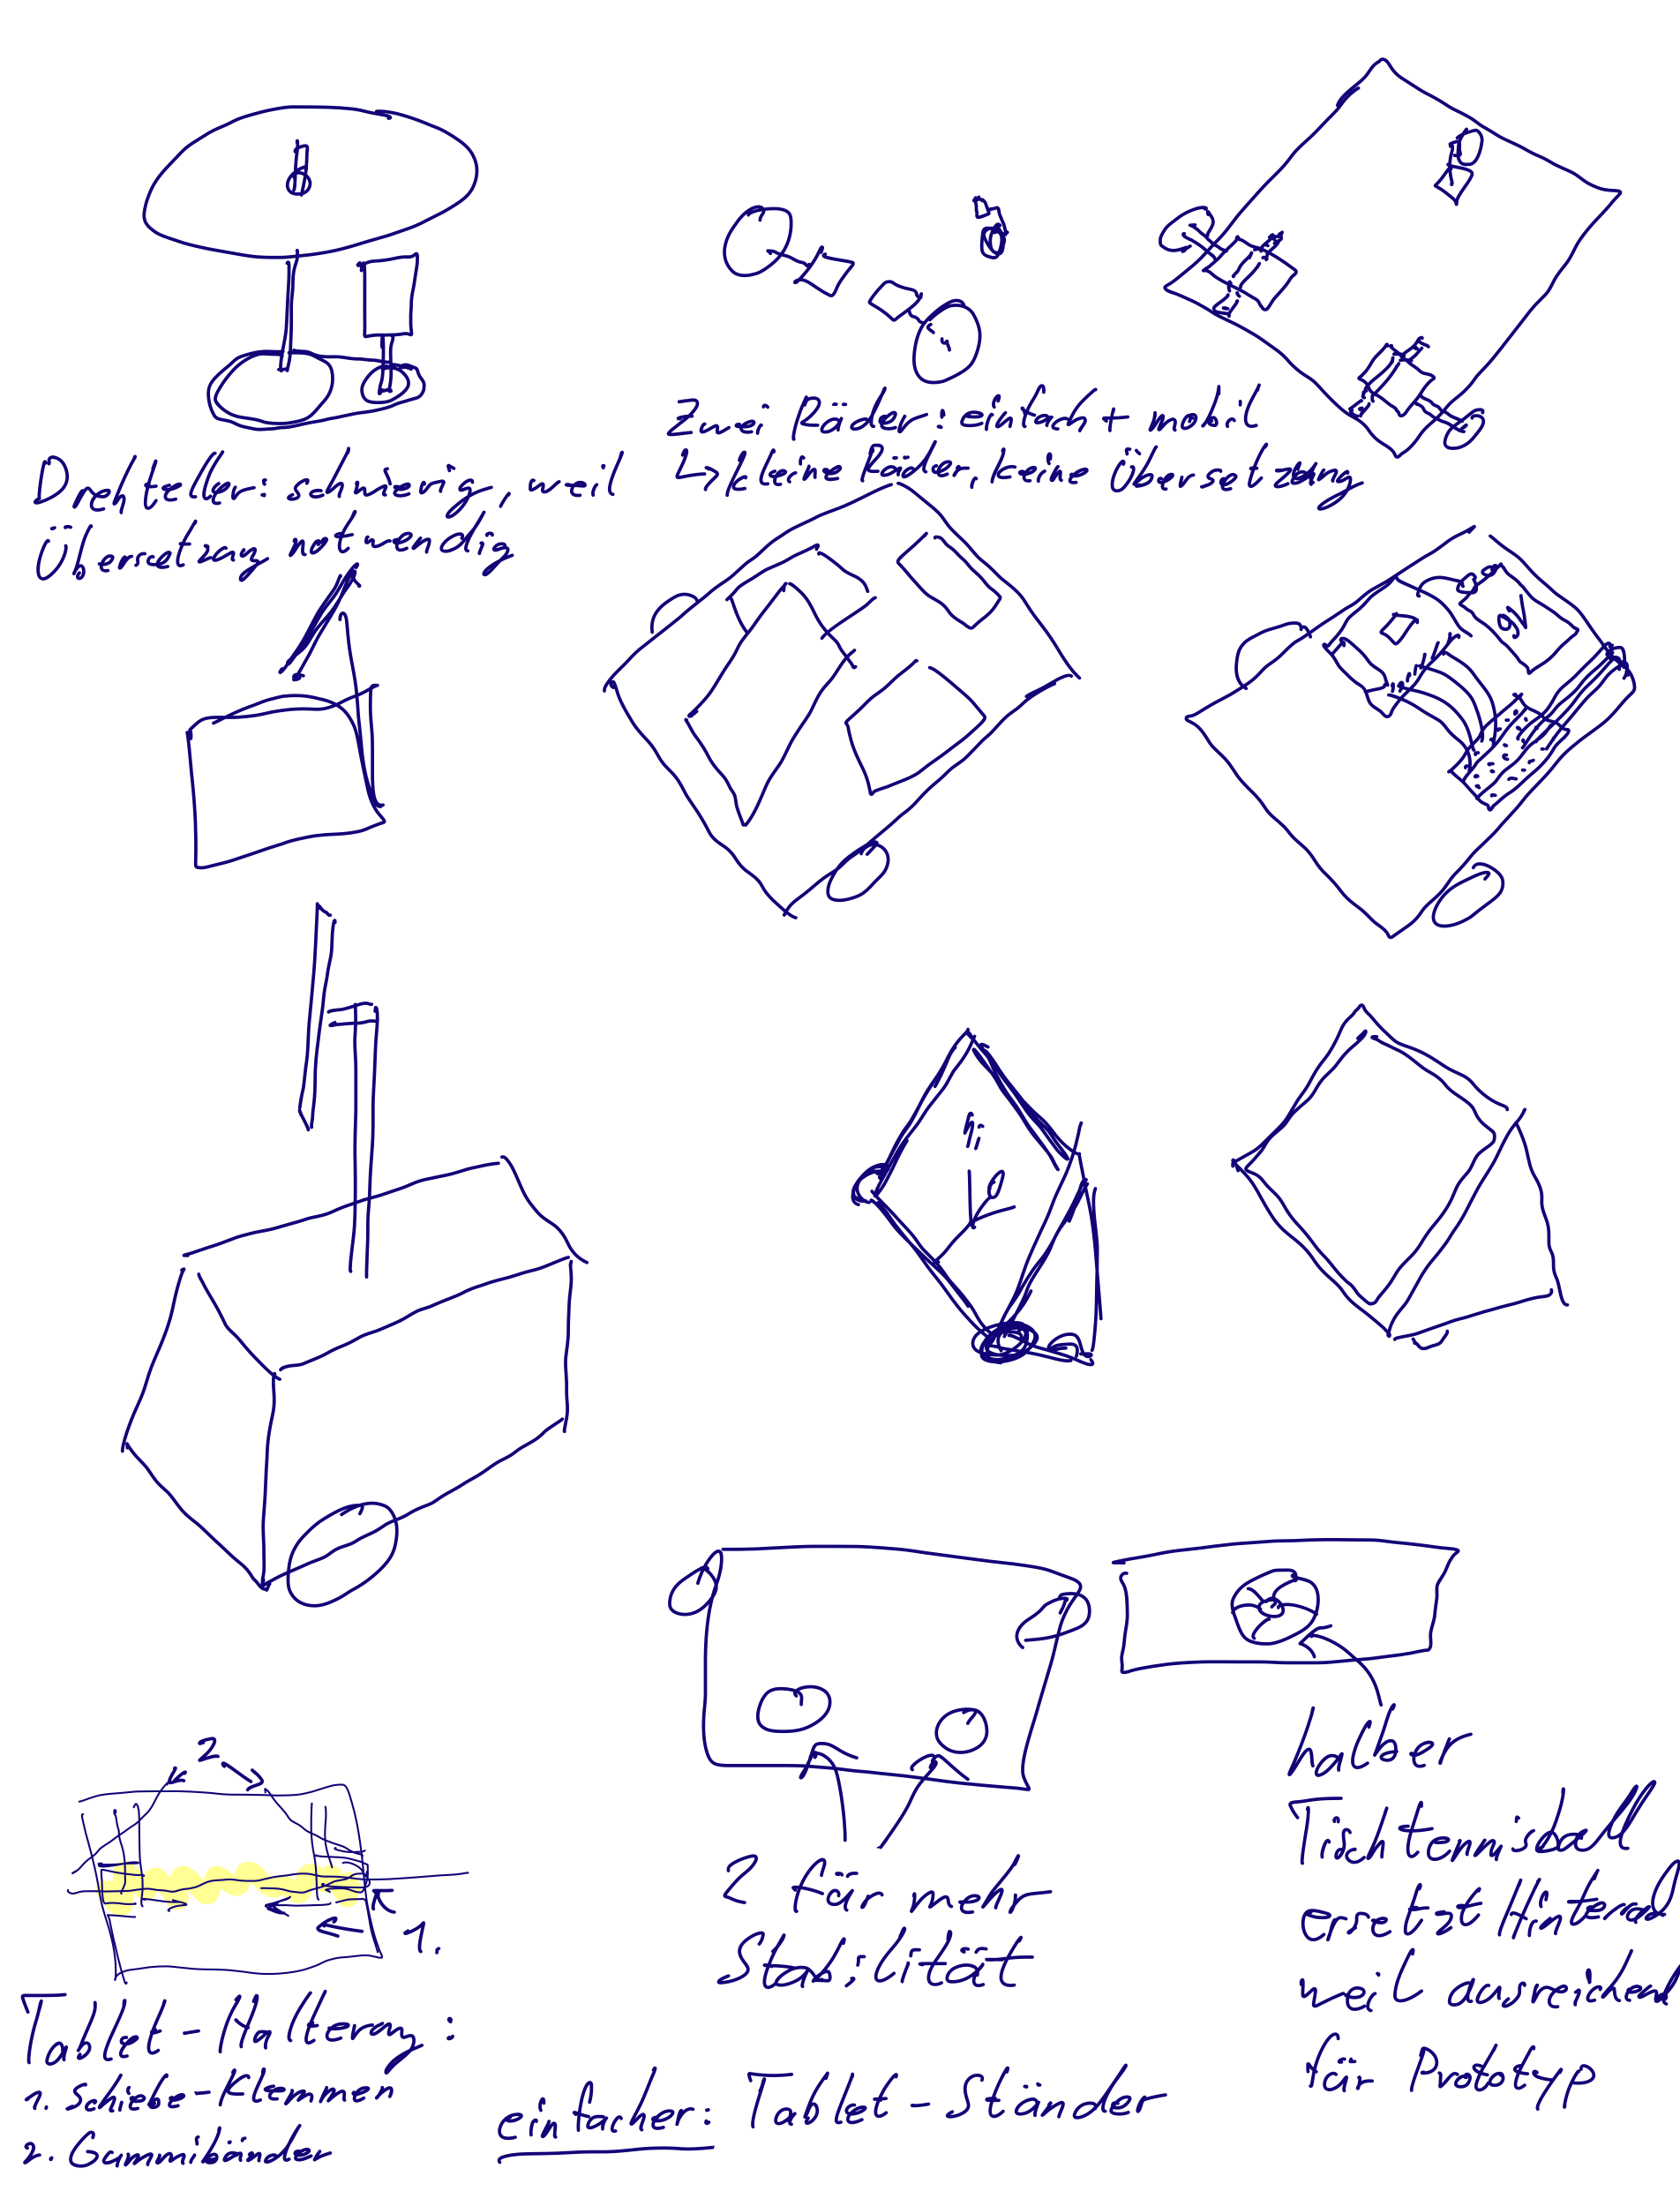 Drehteller: schwierig, weil
Übersetzung notwendig
Zwei Räder: einfach + mobil
↳ kleine Räder, keine Übersetzung
9V
hi
2
1.
Tablet-Halterung:
1. Schiebe-Klemmen
2. Gummibänder
2 für mehr
Stabilität
halber
Tischtennisball
ersetzt Hinterrad
weil ausreichend
für Prototyp
einfacher: Tablet-Ständer